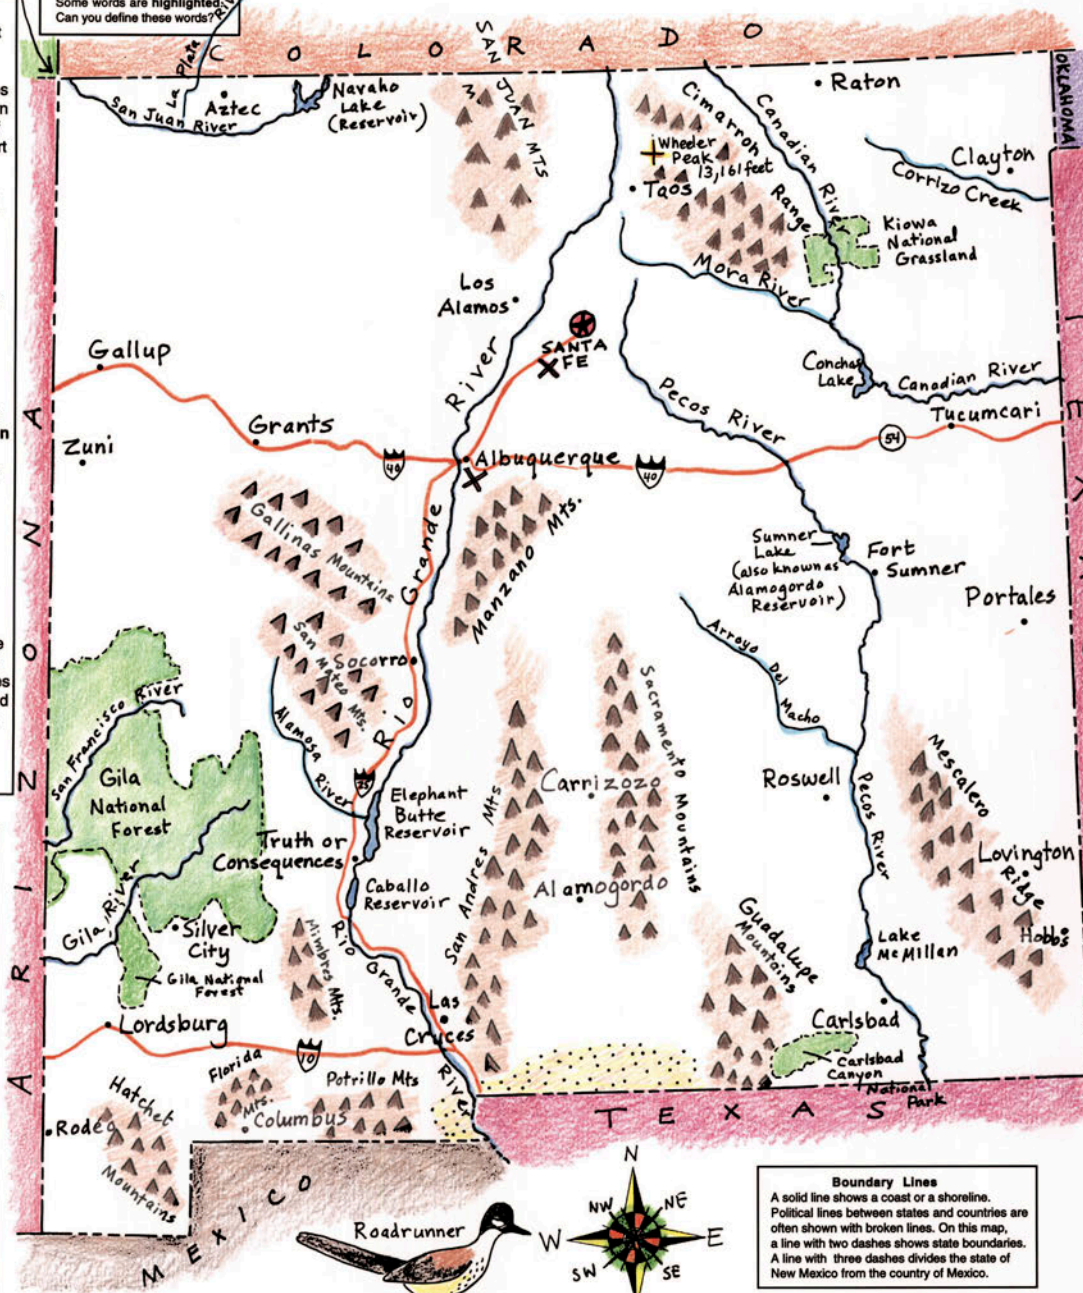 Some words are highlighted.
Can you define these words?
COLORADO
SAN JUAN MTS
La Plata Riv
San Juan River
Aztec
Navaho
Lake
(Reservoir)
Raton
OKLAHOMA
Cimarron Range
Canadian River
Wheeler
Peak
13,161 feet
Taos
Clayton
Corrizo Creek
Kiowa
National
Grassland
Mora River
Los
Alamos
SANTA
FE
Gallup
Conchas
Lake
Canadian River
Pecos River
Tucumcari
54
Grants
Zuni
40
Albuquerque
40
Rio Grande River
Gallinas Mountains
Manzano Mts.
Sumner
Lake
(also known as
Alamogordo
Reservoir)
Fort
Sumner
Portales
Arroyo Del Macho
San Mateo Mts.
Socorro
Sacramento Mountains
ARIZONA
San Francisco River
Gila
National
Forest
Alamosa River
25
Elephant
Butte
Reservoir
Carrizozo
Roswell
Pecos River
Mescalero Ridge
Truth or
Consequences
San Andres Mts
Caballo
Reservoir
Alamogordo
Lovington
Hobbs
Gila River
Silver
City
Gila National
Forest
Mimbres Mts.
Rio Grande River
Guadalupe
Mountains
Lake
McMillan
Las
Cruces
Lordsburg
10
Carlsbad
Carlsbad
Canyon
National
Park
Florida Mts.
Potrillo Mts
Columbus
Hatchet
Mountains
Rodeo
TEXAS
MEXICO
Roadrunner
N
NW NE
W E
SW SE
Boundary Lines
A solid line shows a coast or a shoreline.
Political lines between states and countries are
often shown with broken lines. On this map,
a line with two dashes shows state boundaries.
A line with three dashes divides the state of
New Mexico from the country of Mexico.